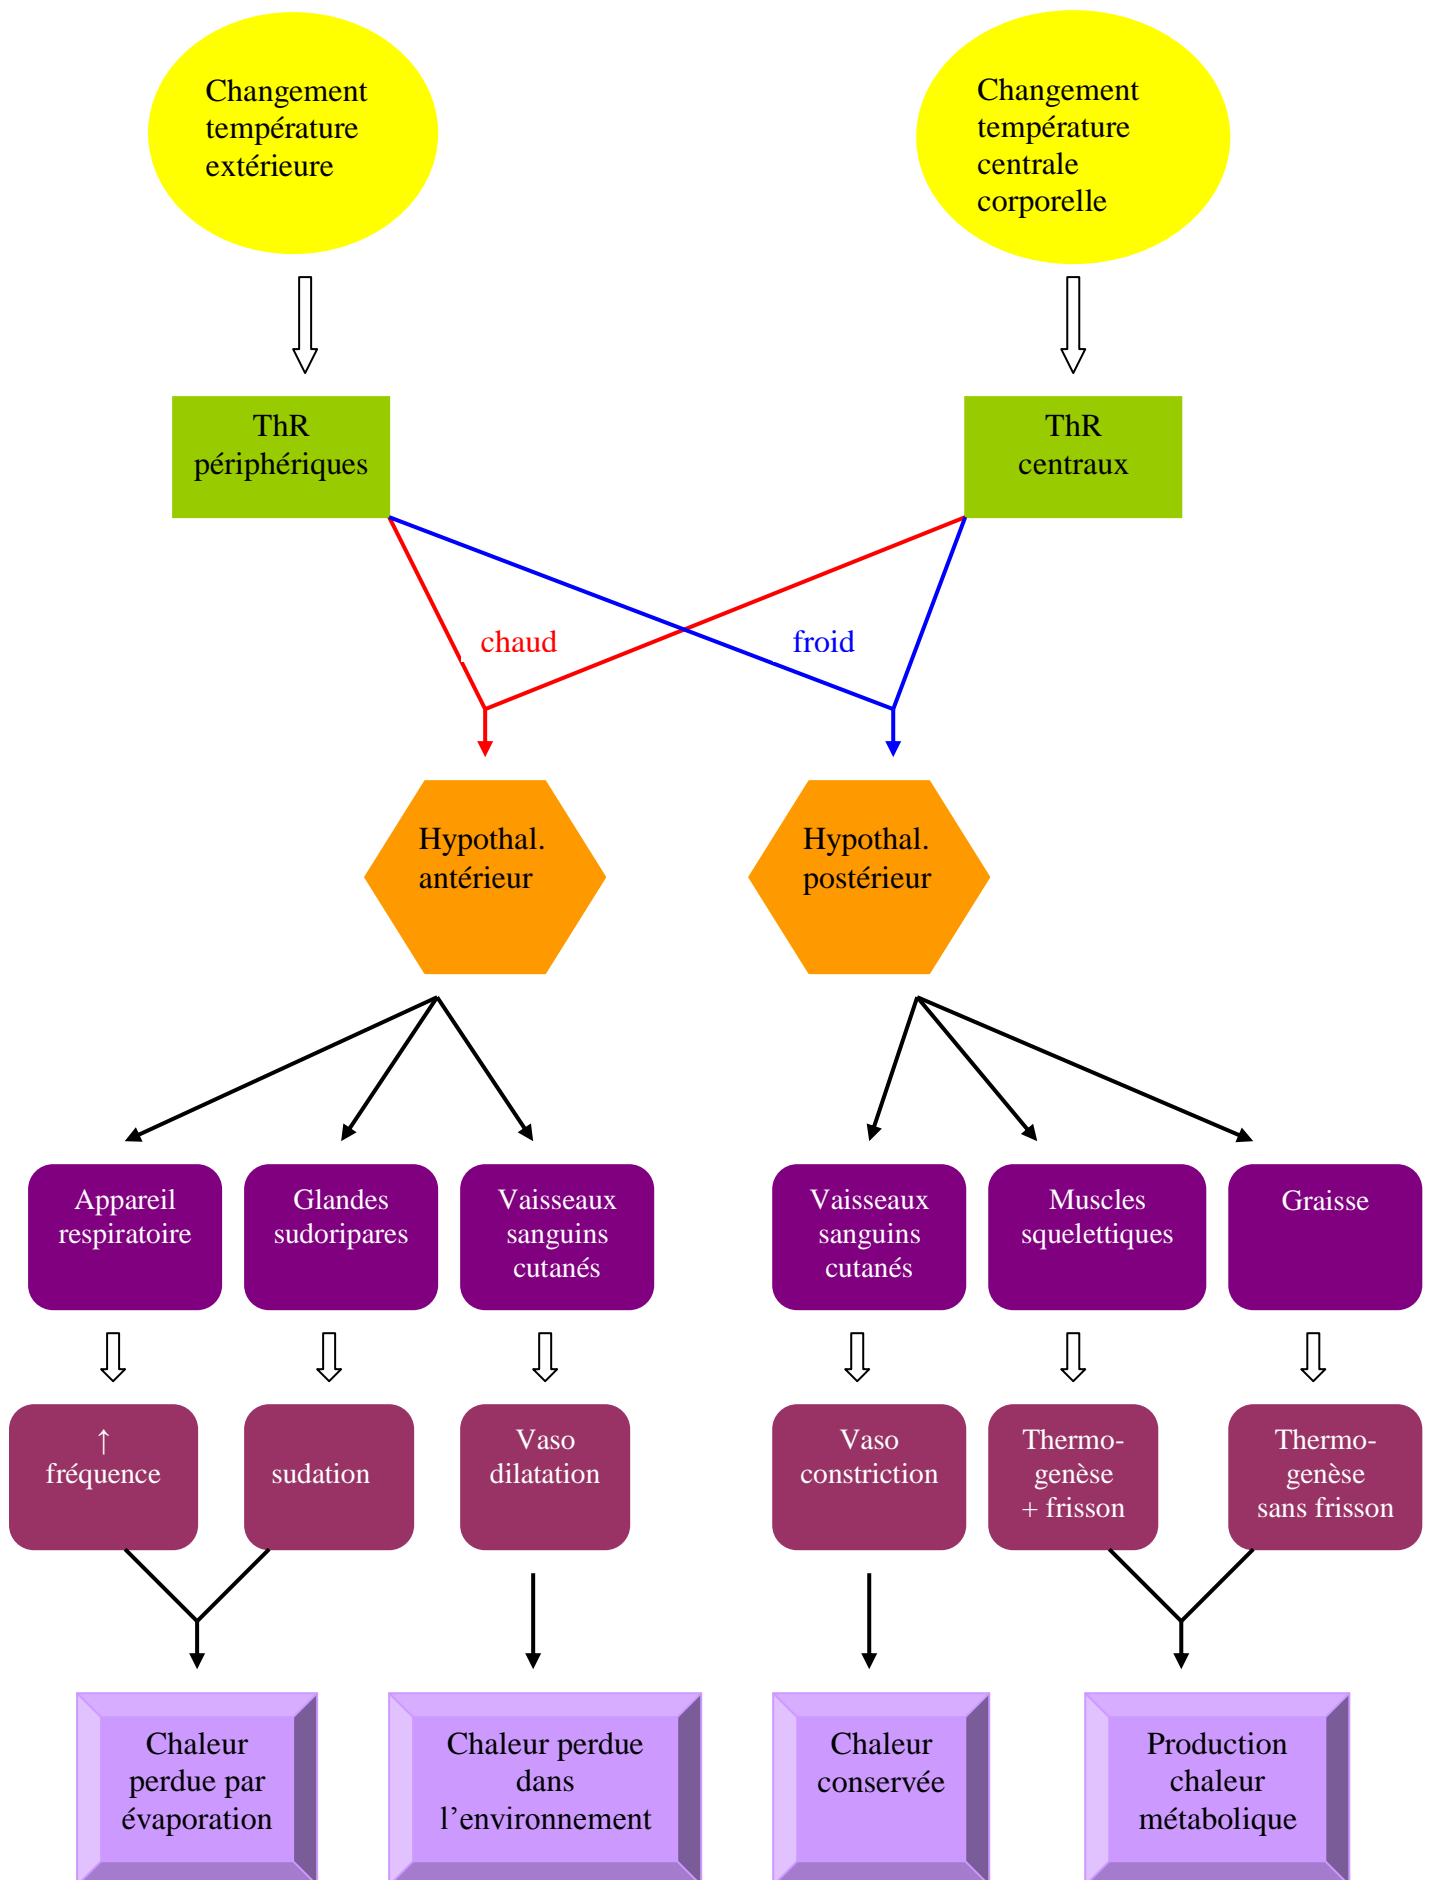 Changement
température
extérieure
Changement
température
centrale
corporelle
ThR
périphériques
ThR
centraux
chaud
froid
Hypothal.
antérieur
Hypothal.
postérieur
Appareil
respiratoire
Glandes
sudoripares
Vaisseaux
sanguins
cutanés
Vaisseaux
sanguins
cutanés
Muscles
squelettiques
Graisse
↑
fréquence
sudation
Vaso
dilatation
Vaso
constriction
Thermo-
genèse
+ frisson
Thermo-
genèse
sans frisson
Chaleur
perdue par
évaporation
Chaleur perdue
dans
l’environnement
Chaleur
conservée
Production
chaleur
métabolique